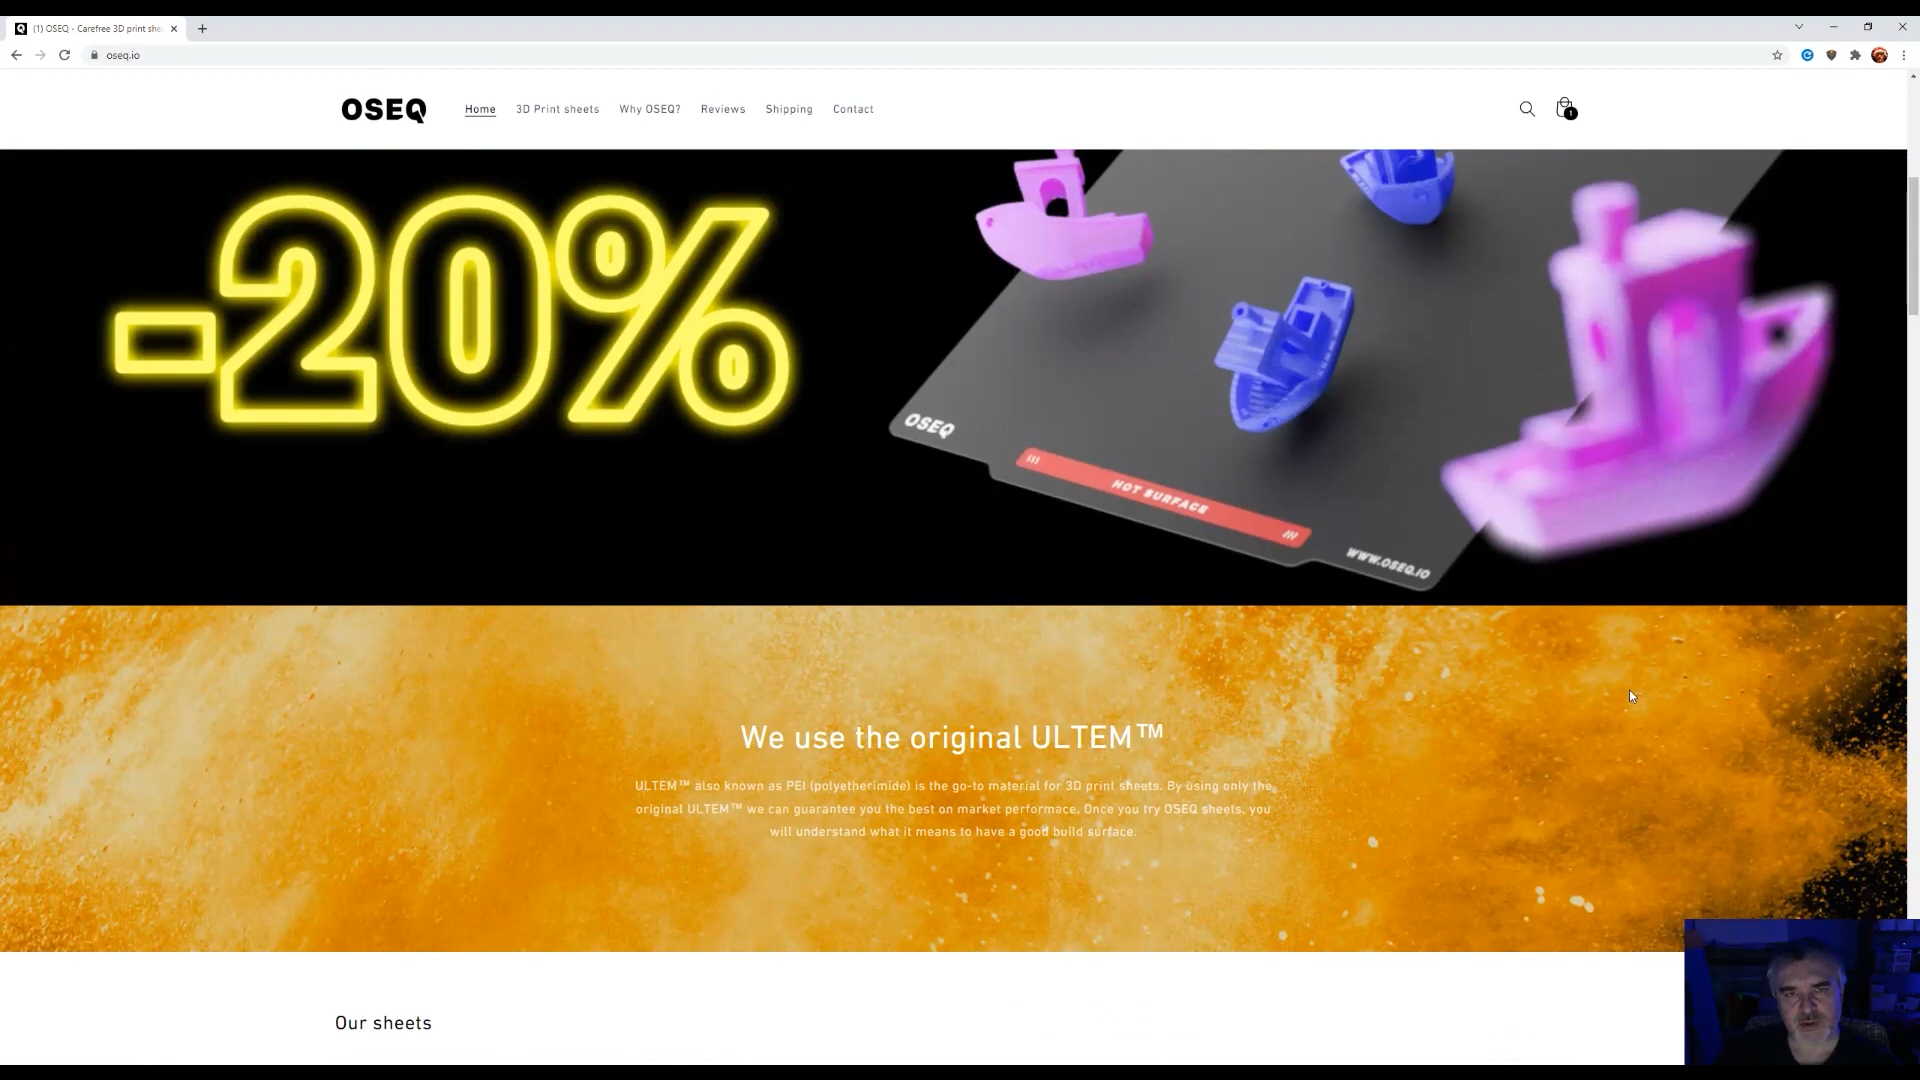 (1) OSEQ - Carefree 3D print she
oseq.io
OSEQ
Home
3D Print sheets
Why OSEQ?
Reviews
Shipping
Contact
1
-20%
OSEQ
HOT SURFACE
WWW.OSEQ.IO
We use the original ULTEM™
ULTEM™ also known as PEI (polyetherimide) is the go-to material for 3D print sheets. By using only the
original ULTEM™ we can guarantee you the best on market performace. Once you try OSEQ sheets, you
will understand what it means to have a good build surface.
Our sheets